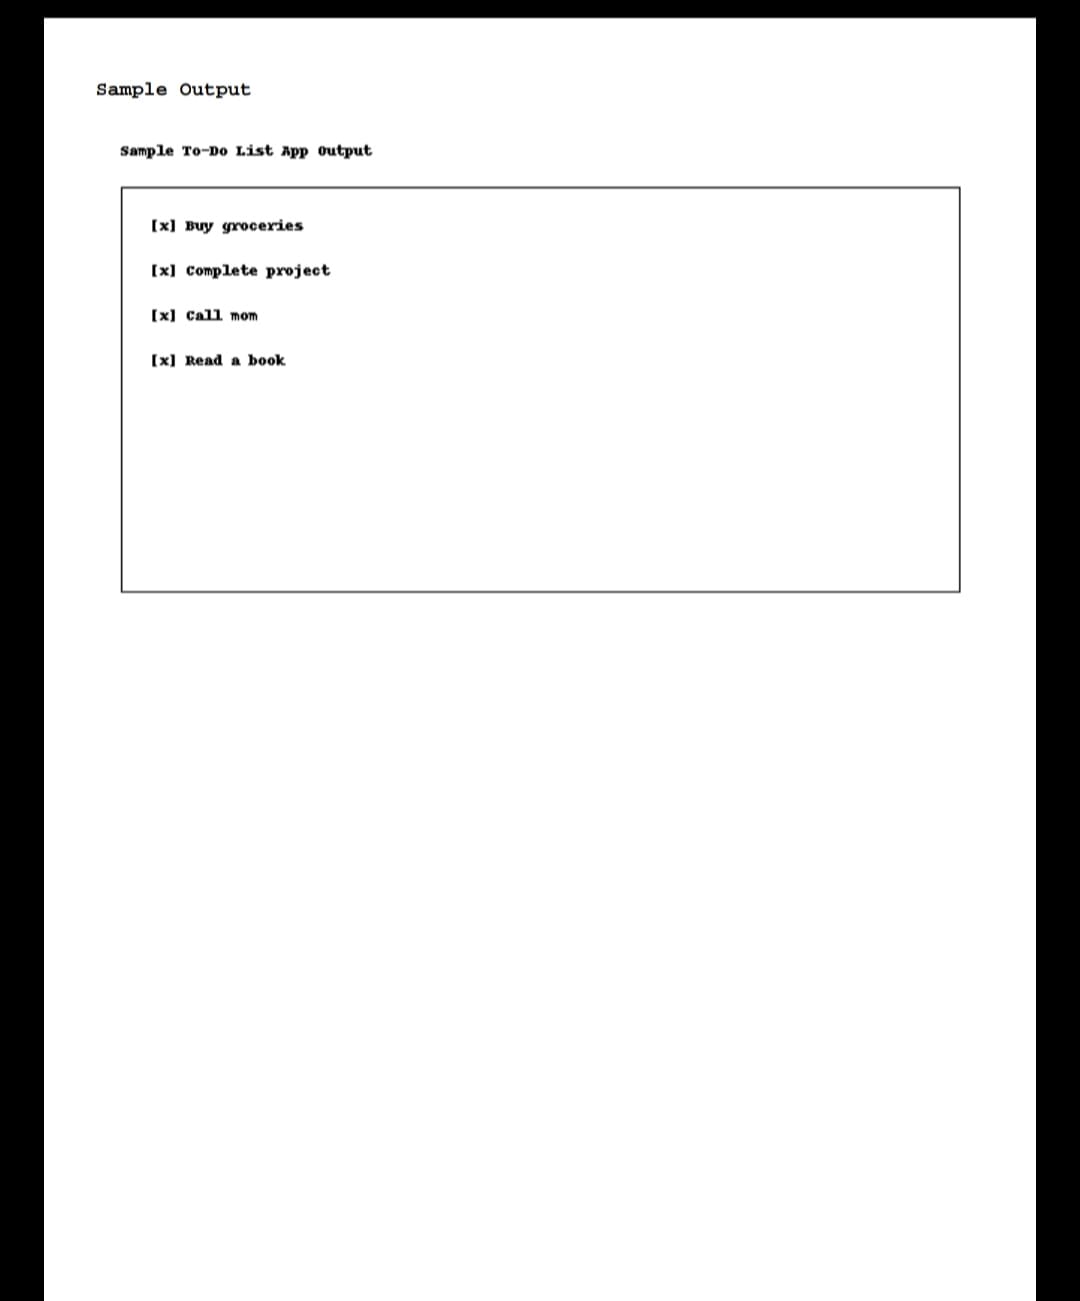 Sample Output
Sample To-Do List App Output
[x] Buy groceries
[x] Complete project
[x] Call mom
[x] Read a book